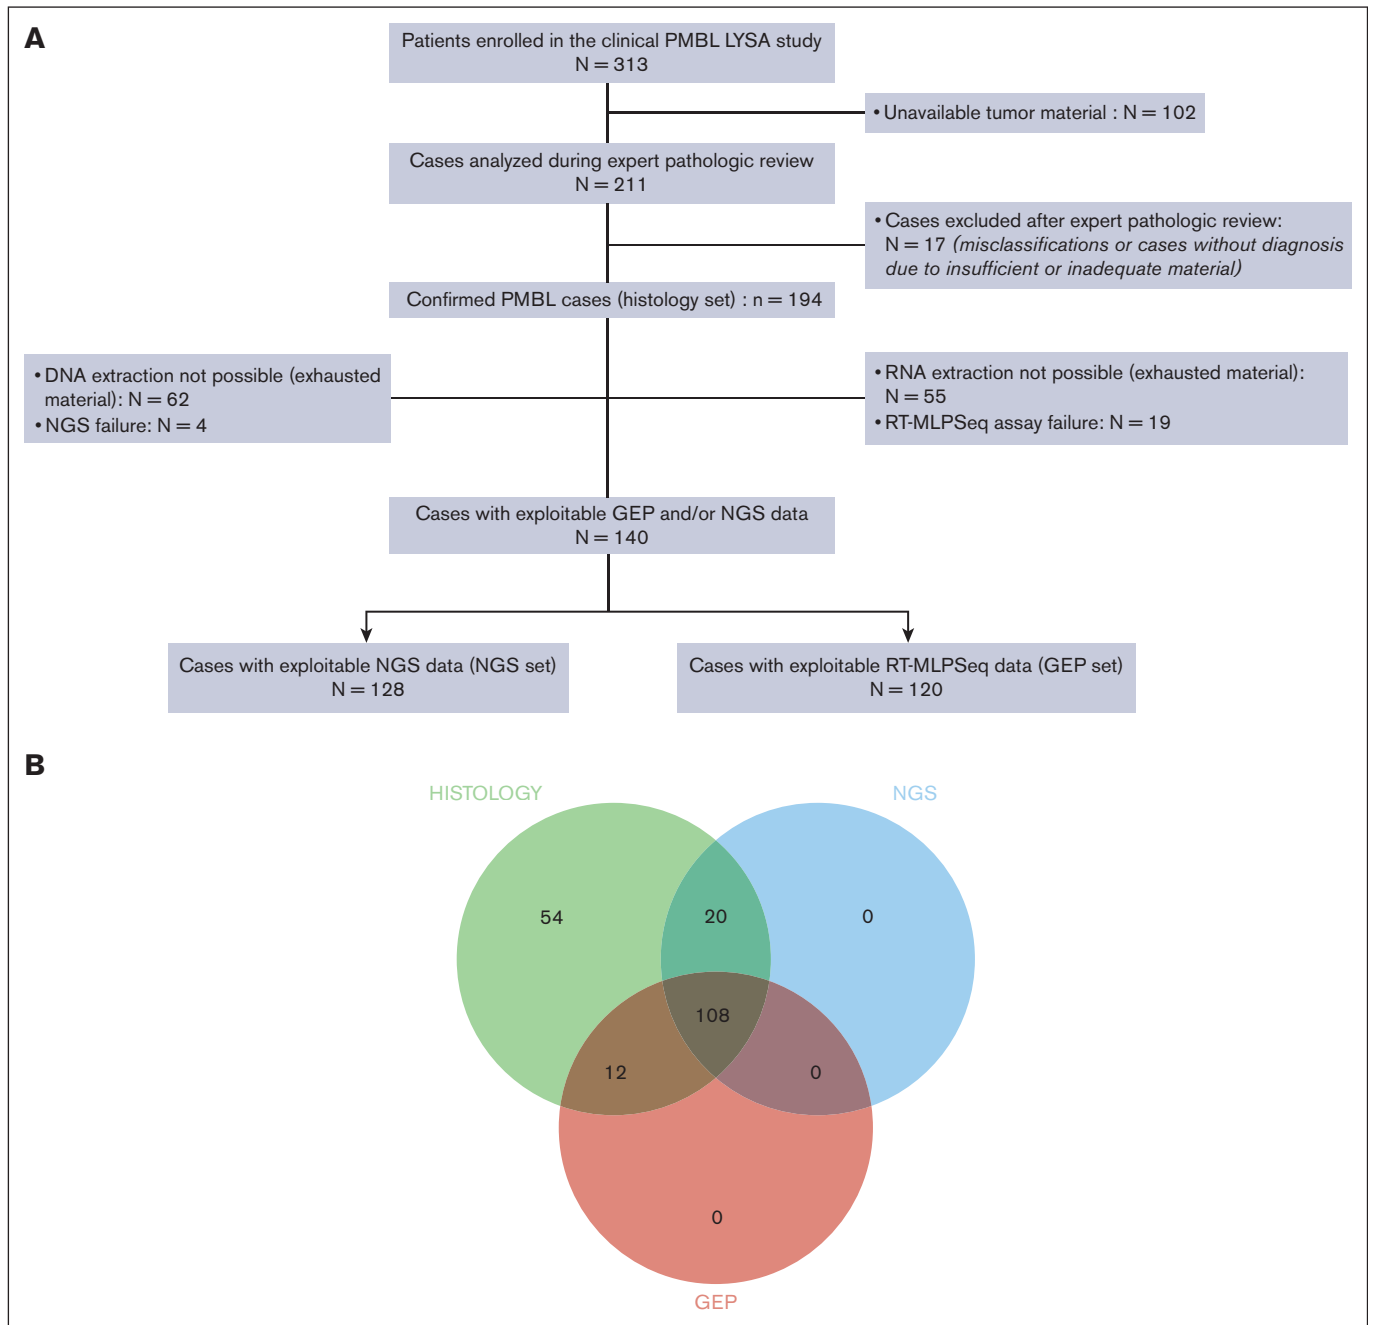 A
Patients enrolled in the clinical PMBL LYSA study
N = 313
• Unavailable tumor material : N = 102
Cases analyzed during expert pathologic review
N = 211
• Cases excluded after expert pathologic review:
N = 17 (misclassifications or cases without diagnosis
due to insufficient or inadequate material)
Confirmed PMBL cases (histology set) : n = 194
• DNA extraction not possible (exhausted
material): N = 62
• NGS failure: N = 4
• RNA extraction not possible (exhausted material):
N = 55
• RT-MLPSeq assay failure: N = 19
Cases with exploitable GEP and/or NGS data
N = 140
Cases with exploitable NGS data (NGS set)
N = 128
Cases with exploitable RT-MLPSeq data (GEP set)
N = 120
B
HISTOLOGY
NGS
54
20
0
108
12
0
0
GEP